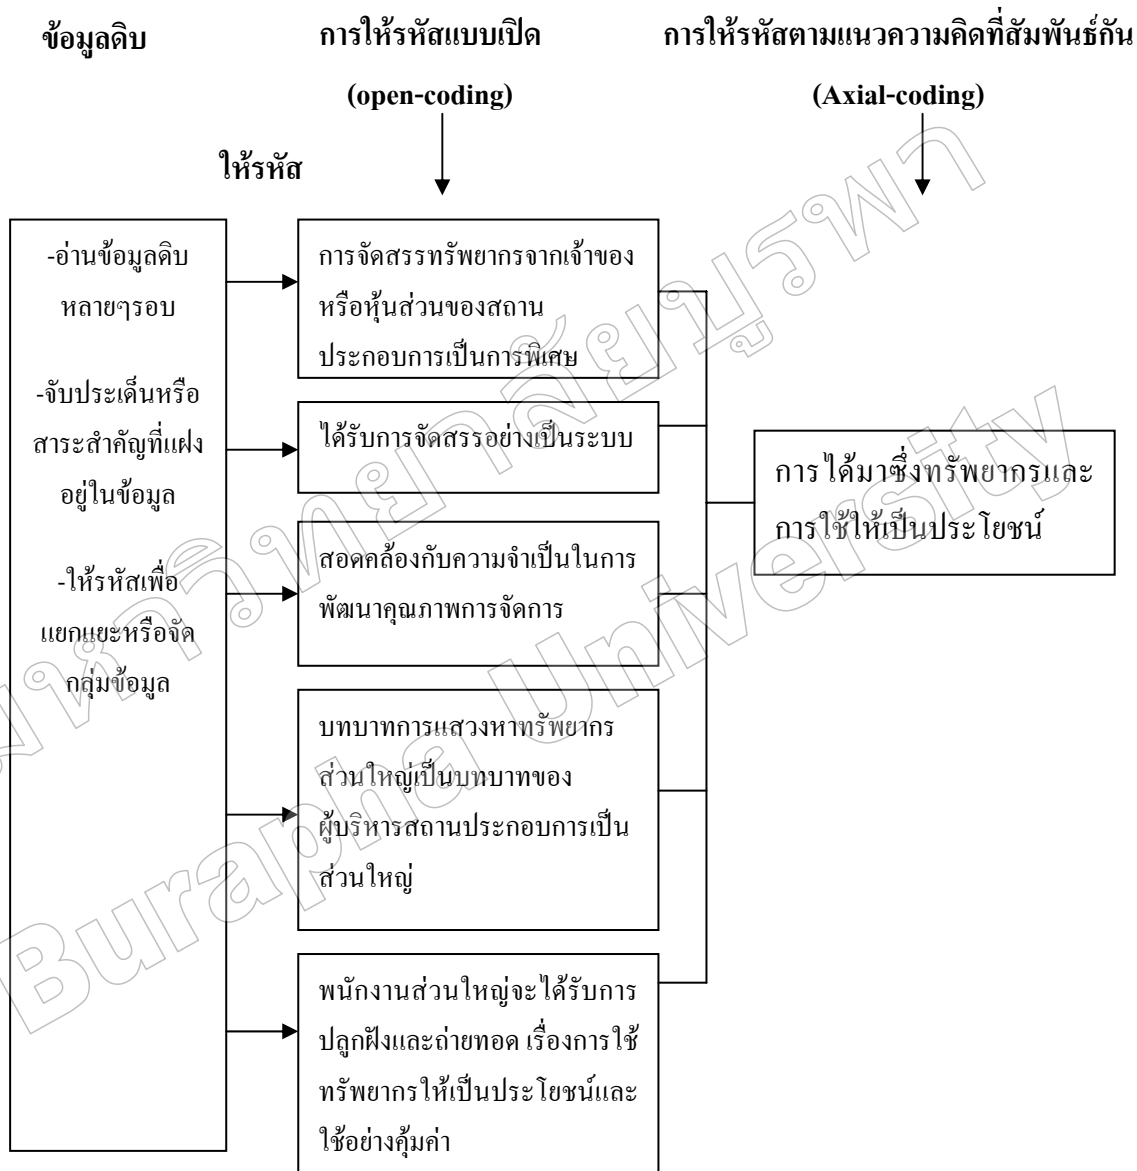 ข้อมูลดิบ
การให้รหัสแบบเปิด
(open-coding)
การให้รหัสตามแนวความคิดที่สัมพันธ์กัน
(Axial-coding)
ให้รหัส
-อ่านข้อมูลดิบ
หลายๆรอบ
-จับประเด็นหรือ
สาระสำคัญที่แฝง
อยู่ในข้อมูล
-ให้รหัสเพื่อ
แยกแยะหรือจัด
กลุ่มข้อมูล
การจัดสรรทรัพยากรจากเจ้าของ
หรือหุ้นส่วนของสถาน
ประกอบการเป็นการพิเศษ
ได้รับการจัดสรรอย่างเป็นระบบ
สอดคล้องกับความจำเป็นในการ
พัฒนาคุณภาพการจัดการ
บทบาทการแสวงหาทรัพยากร
ส่วนใหญ่เป็นบทบาทของ
ผู้บริหารสถานประกอบการเป็น
ส่วนใหญ่
พนักงานส่วนใหญ่จะได้รับการ
ปลูกฝังและถ่ายทอด เรื่องการใช้
ทรัพยากรให้เป็นประโยชน์และ
ใช้อย่างคุ้มค่า
การได้มาซึ่งทรัพยากรและ
การใช้ให้เป็นประโยชน์
มหาวิทยาลัยบูรพา
Burapha University